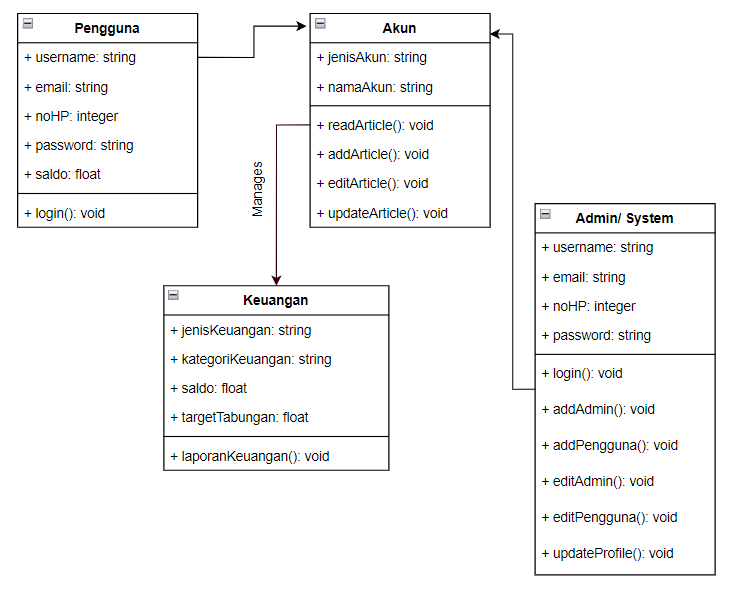 Pengguna
+ username: string
+ email: string
+ noHP: integer
+ password: string
+ saldo: float
+ login(): void
Akun
+ jenisAkun: string
+ namaAkun: string
+ readArticle(): void
+ addArticle(): void
+ editArticle(): void
+ updateArticle(): void
Manages
Keuangan
+ jenisKeuangan: string
+ kategoriKeuangan: string
+ saldo: float
+ targetTabungan: float
+ laporanKeuangan(): void
Admin/ System
+ username: string
+ email: string
+ noHP: integer
+ password: string
+ login(): void
+ addAdmin(): void
+ addPengguna(): void
+ editAdmin(): void
+ editPengguna(): void
+ updateProfile(): void